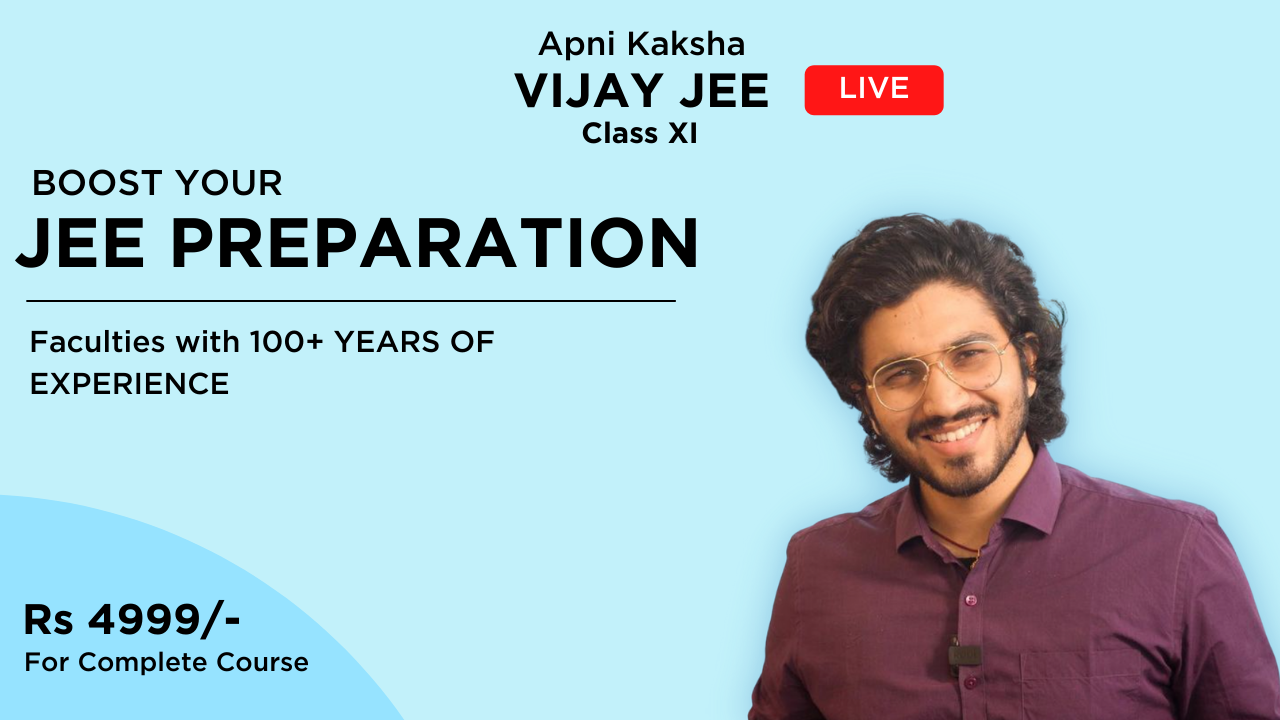 Apni Kaksha
VIJAY JEE
LIVE
Class XI
BOOST YOUR
JEE PREPARATION
Faculties with 100+ YEARS OF
EXPERIENCE
Rs 4999/-
For Complete Course